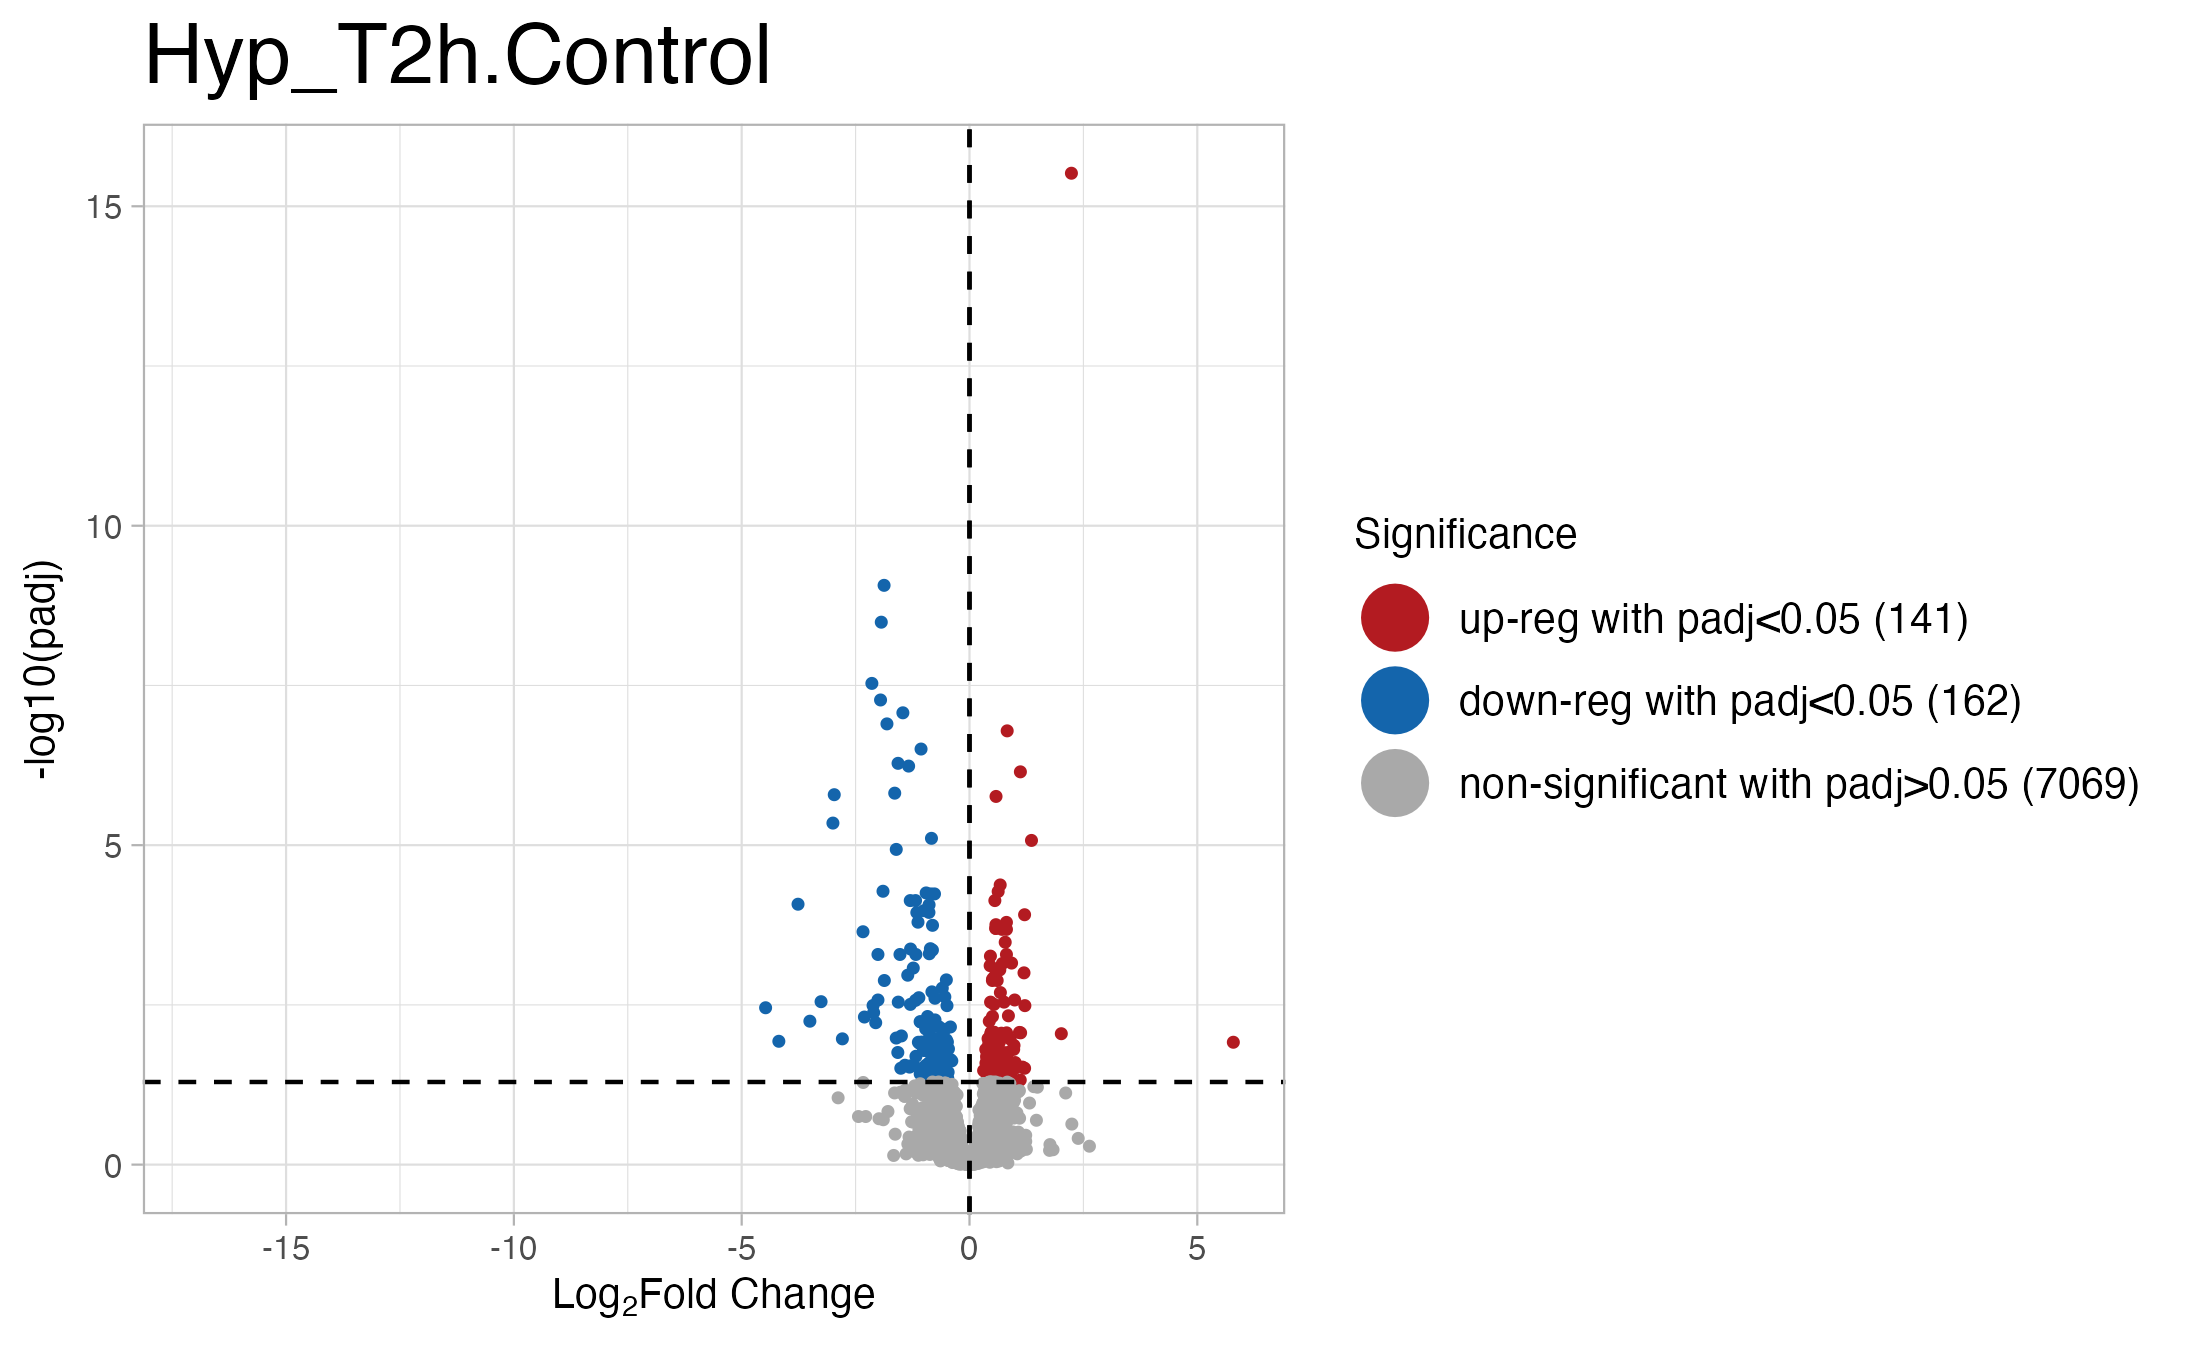 Hyp_T2h.Control
15
10
5
0
-log10(padj)
-15
-10
-5
0
5
Log₂Fold Change
Significance
up-reg with padj<0.05 (141)
down-reg with padj<0.05 (162)
non-significant with padj>0.05 (7069)